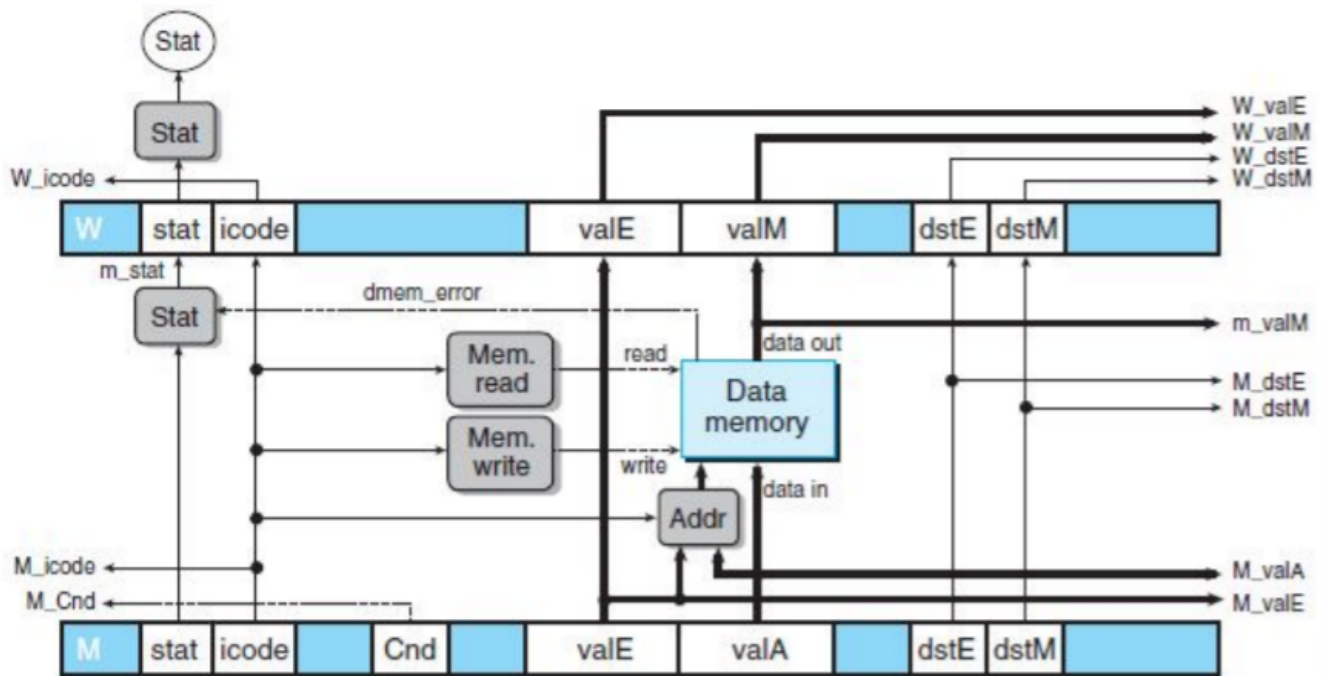 Stat
W_valE
Stat
W_valM
W_dstE
W_icode
W_dstM
W stat icode valE valM dstE dstM
m_stat
dmem_error
Stat
m_valM
data out
Mem. read
read
Data memory
M_dstE
M_dstM
Mem. write
write
data in
Addr
M_icode
M_valA
M_Cnd
M_valE
M stat icode Cnd valE valA dstE dstM